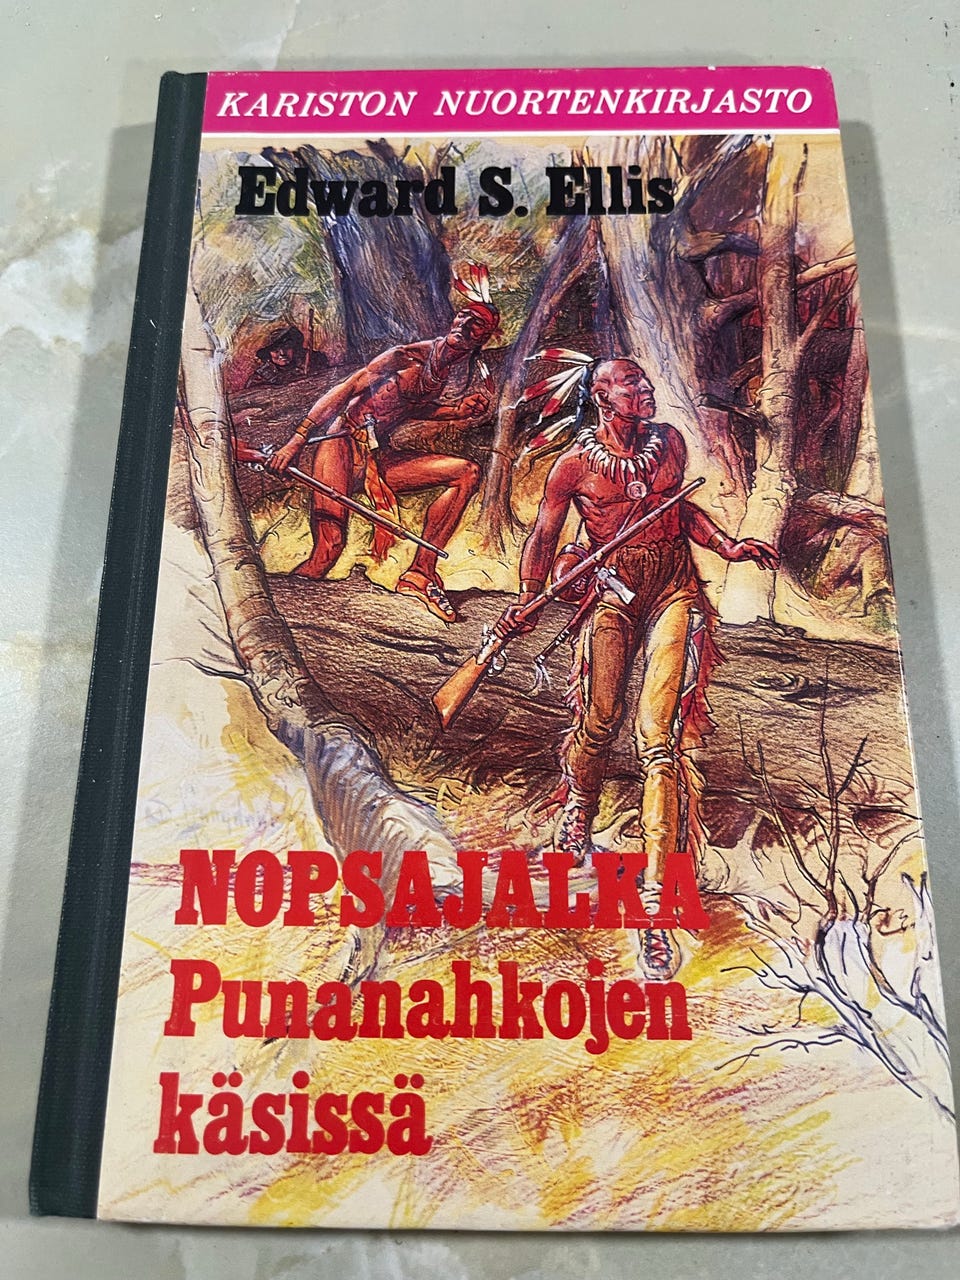 KARISTON NUORTENKIRJASTO
Edward S. Ellis
NOPSAJALKA
Punanahkojen
käsissä